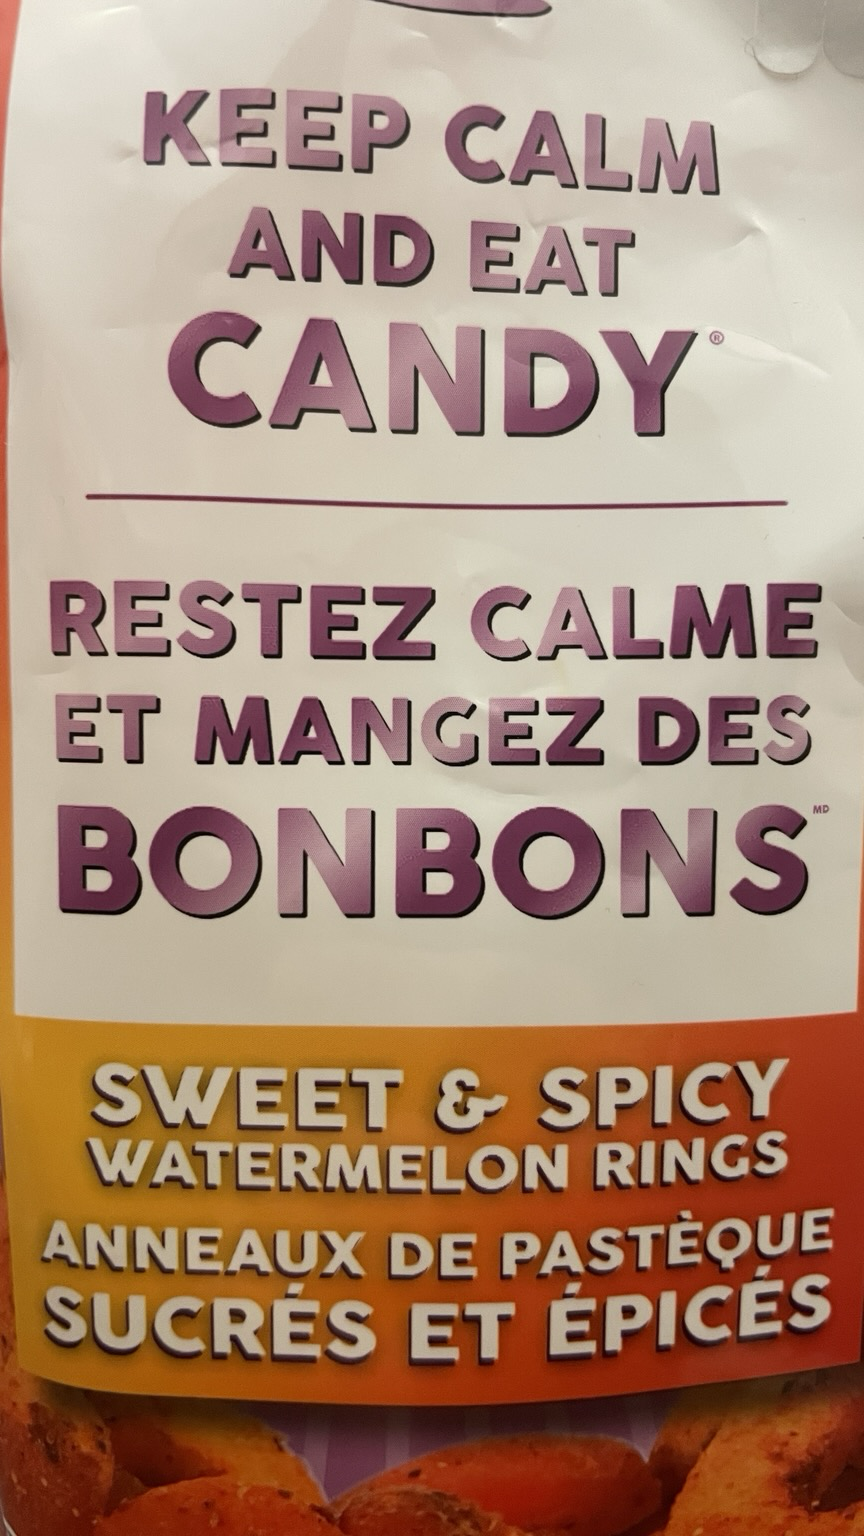 KEEP CALM
AND EAT
CANDY®
RESTEZ CALME
ET MANGEZ DES
BONBONS MD
SWEET & SPICY
WATERMELON RINGS
ANNEAUX DE PASTÈQUE
SUCRÉS ET ÉPICÉS